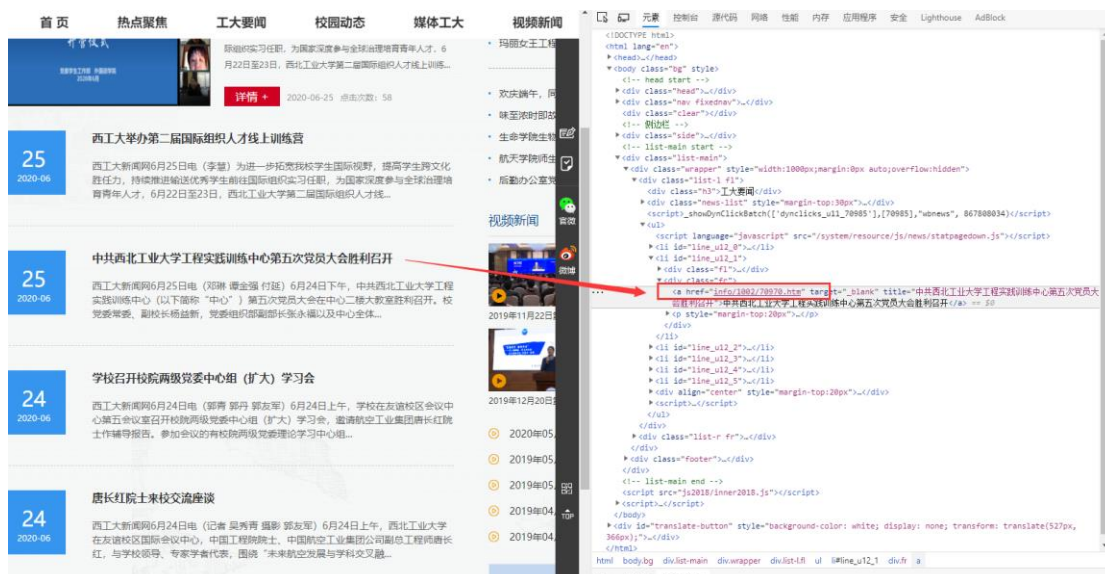 首 页 热点聚焦 工大要闻 校园动态 媒体工大 视频新闻
开营仪式
2020年6月
际组织实习任职，为国家深度参与全球治理培育青年人才，6
月22日至23日，西北工业大学第二届国际组织人才线上训练...
详情 + 2020-06-25 点击次数：58
25
2020-06
西工大举办第二届国际组织人才线上训练营
西工大新闻网6月25日电（李慧）为进一步拓宽我校学生国际视野，提高学生跨文化
胜任力，持续推进输送优秀学生前往国际组织实习任职，为国家深度参与全球治理培
育青年人才，6月22日至23日，西北工业大学第二届国际组织人才线...
25
2020-06
中共西北工业大学工程实践训练中心第五次党员大会胜利召开
西工大新闻网6月25日电（邓琳 谭金强 付延）6月24日下午，中共西北工业大学工程
实践训练中心（以下简称“中心”）第五次党员大会在中心二楼大教室胜利召开。校
党委常委、副校长杨益新，党委组织部副部长张永福以及中心全体...
24
2020-06
学校召开校院两级党委中心组（扩大）学习会
西工大新闻网6月24日电（郭青 郭丹 郭友军）6月24日上午，学校在友谊校区会议中
心第五会议室召开校院两级党委中心组（扩大）学习会，邀请航空工业集团唐长红院
士作辅导报告。参加会议的有校院两级党委理论学习中心组...
24
2020-06
唐长红院士来校交流座谈
西工大新闻网6月24日电（记者 吴秀青 摄影 郭友军）6月24日上午，西北工业大学
在友谊校区国际会议中心，中国工程院院士、中国航空工业集团公司副总工程师唐长
红，与学校领导、专家学者代表，围绕“未来航空发展与学科交叉融...
玛丽女王工程
欢庆端午，同
味至浓时即故
生命学院生物
航天学院师生
后勤办公室党
视频新闻
2019年11月22日
2019年12月20日
2020年05
2019年05
2019年05
2019年04
2019年04
官微
微博
TOP
元素 控制台 源代码 网络 性能 内存 应用程序 安全 Lighthouse AdBlock
<!DOCTYPE html>
<html lang="en">
<head>…</head>
<body class="bg" style>
<!-- head start -->
<div class="head">…</div>
<div class="nav fixednav">…</div>
<div class="clear"></div>
<!-- 侧边栏 -->
<div class="side">…</div>
<!-- list-main start -->
<div class="list-main">
<div class="wrapper" style="width:1000px;margin:0px auto;overflow:hidden">
<div class="list-l fl">
<div class="h3">工大要闻</div>
<div class="news-list" style="margin-top:30px">…</div>
<script>_showDynClickBatch(['dynclicks_u11_70985'],[70985],"wbnews", 867808034)</script>
<ul>
<script language="javascript" src="/system/resource/js/news/statpagedown.js"></script>
<li id="line_u12_0">…</li>
<li id="line_u12_1">
<div class="fl">…</div>
<div class="fr">
<a href="info/1002/70970.htm" target="_blank" title="中共西北工业大学工程实践训练中心第五次党员大
会胜利召开">中共西北工业大学工程实践训练中心第五次党员大会胜利召开</a> == $0
<p style="margin-top:20px">…</p>
</div>
</li>
<li id="line_u12_2">…</li>
<li id="line_u12_3">…</li>
<li id="line_u12_4">…</li>
<li id="line_u12_5">…</li>
<div align="center" style="margin-top:20px">…</div>
<script>…</script>
</ul>
</div>
<div class="list-r fr">…</div>
</div>
<div class="footer">…</div>
</div>
<!-- list-main end -->
<script src="js2018/inner2018.js"></script>
<script>…</script>
</body>
<div id="translate-button" style="background-color: white; display: none; transform: translate(527px,
366px);">…</div>
</html>
html body.bg div.list-main div.wrapper div.list-l.fl ul li#line_u12_1 div.fr a